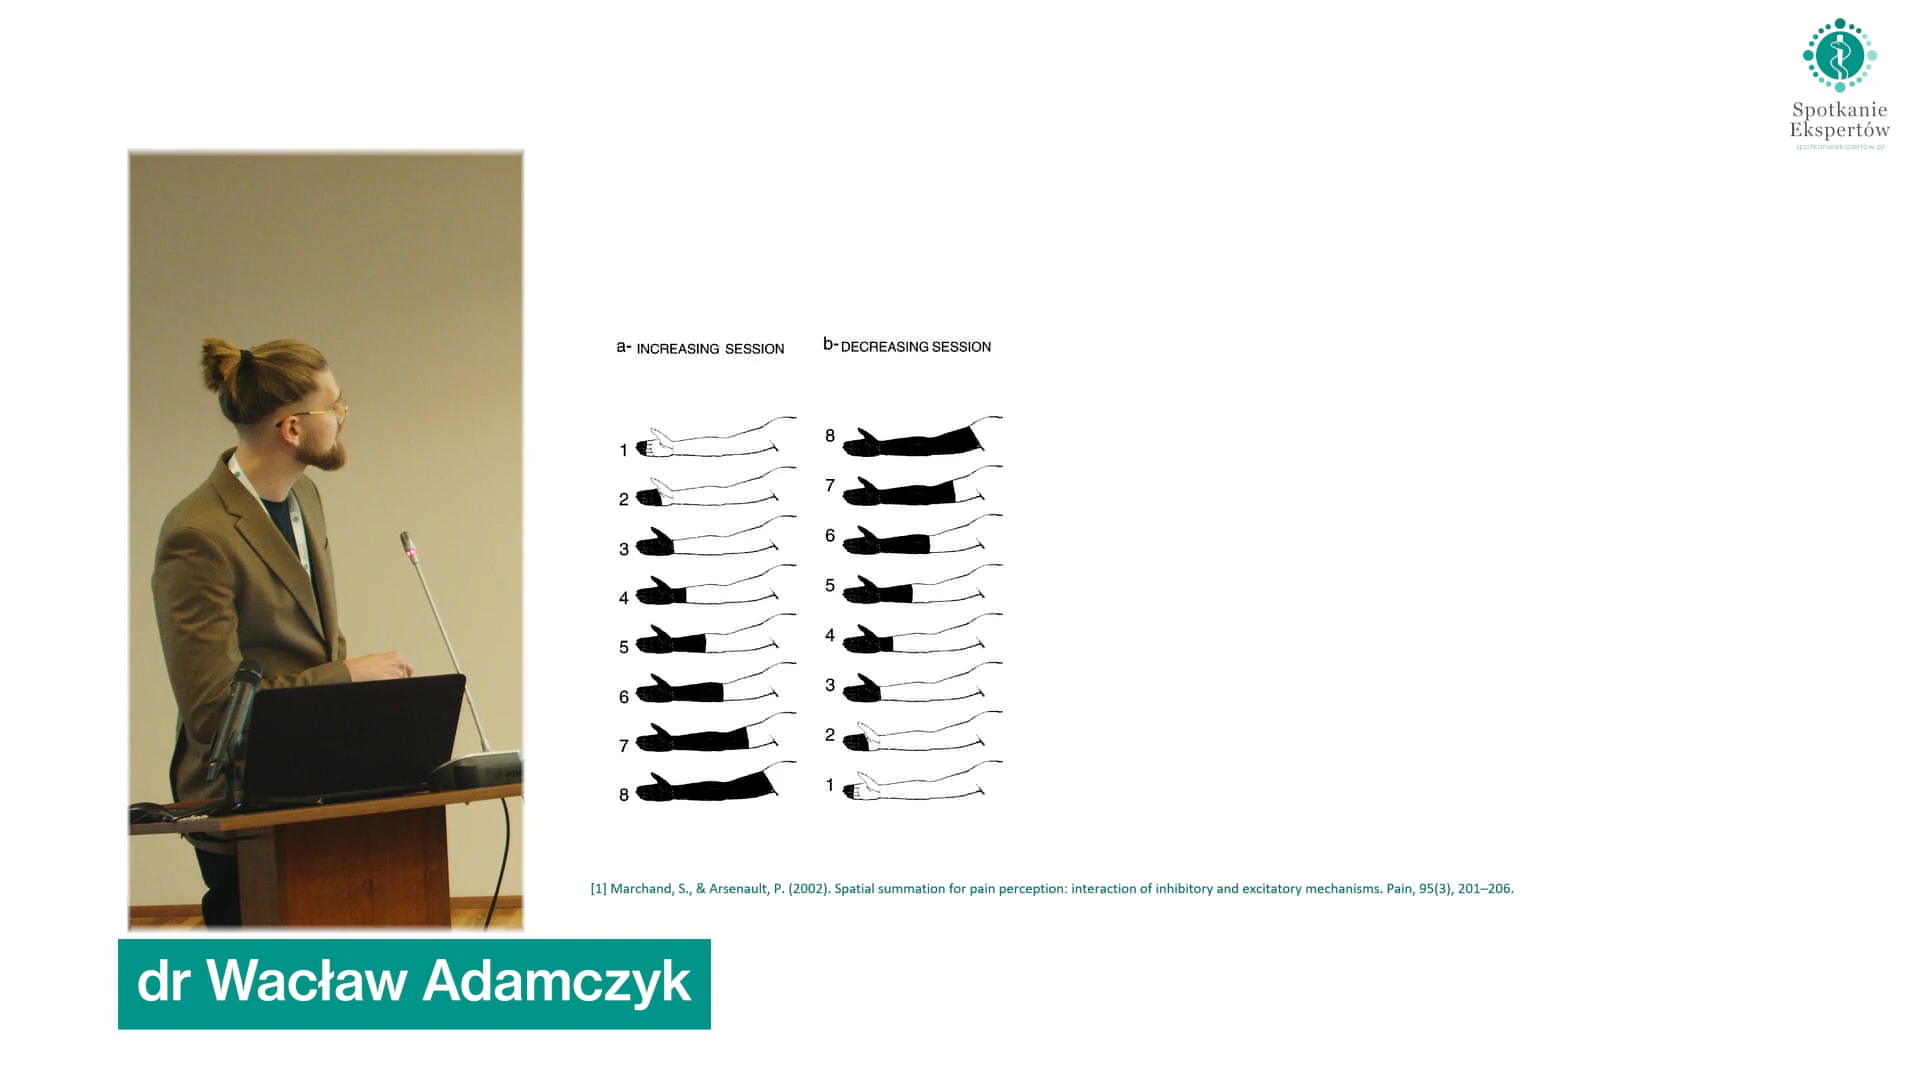 Spotkanie
Ekspertów
spotkanieekspertow.pl
a- INCREASING SESSION
1
2
3
4
5
6
7
8
b- DECREASING SESSION
8
7
6
5
4
3
2
1
[1] Marchand, S., & Arsenault, P. (2002). Spatial summation for pain perception: interaction of inhibitory and excitatory mechanisms. Pain, 95(3), 201–206.
dr Wacław Adamczyk